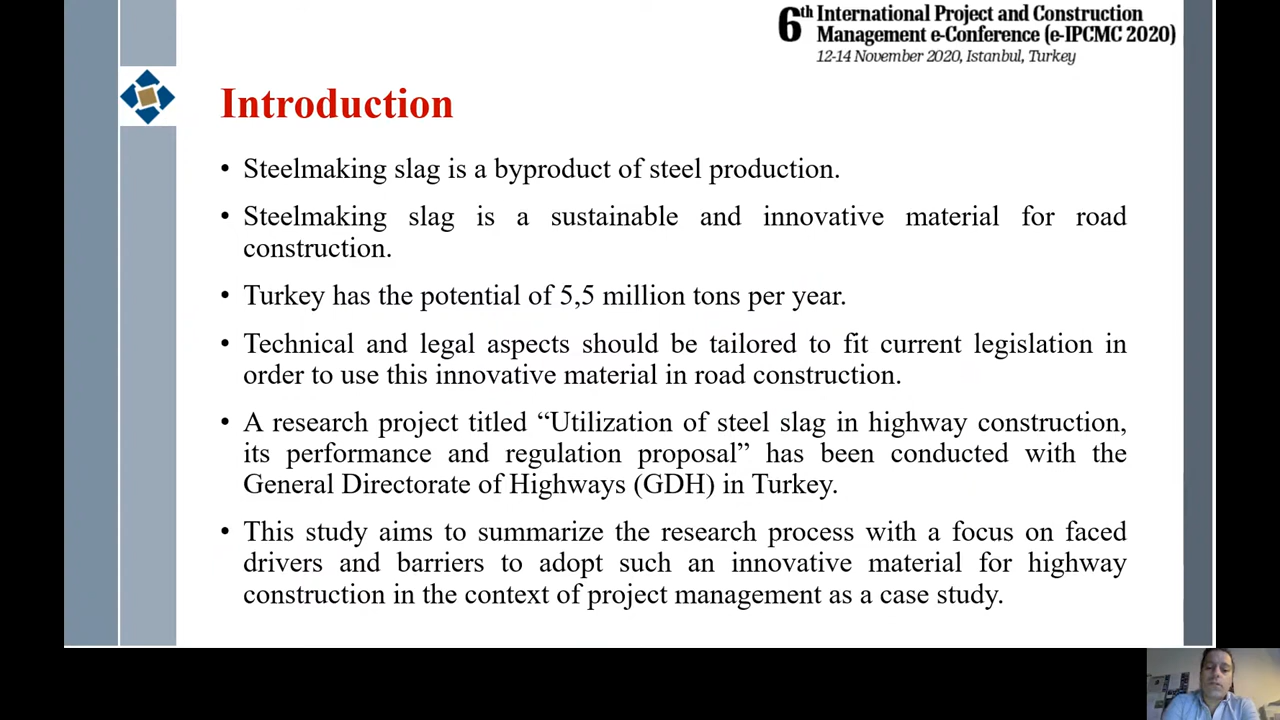 6th International Project and Construction
Management e-Conference (e-IPCMC 2020)
12-14 November 2020, Istanbul, Turkey
Introduction
• Steelmaking slag is a byproduct of steel production.
• Steelmaking slag is a sustainable and innovative material for road
construction.
• Turkey has the potential of 5,5 million tons per year.
• Technical and legal aspects should be tailored to fit current legislation in
order to use this innovative material in road construction.
• A research project titled “Utilization of steel slag in highway construction,
its performance and regulation proposal” has been conducted with the
General Directorate of Highways (GDH) in Turkey.
• This study aims to summarize the research process with a focus on faced
drivers and barriers to adopt such an innovative material for highway
construction in the context of project management as a case study.